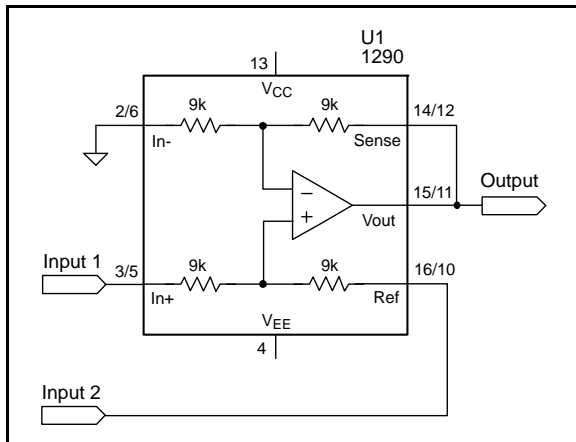 U1
1290
13
VCC
2/6
9k
9k
14/12
In-
Sense
−
+
15/11
Output
Vout
Input 1
3/5
9k
9k
16/10
In+
Ref
VEE
4
Input 2